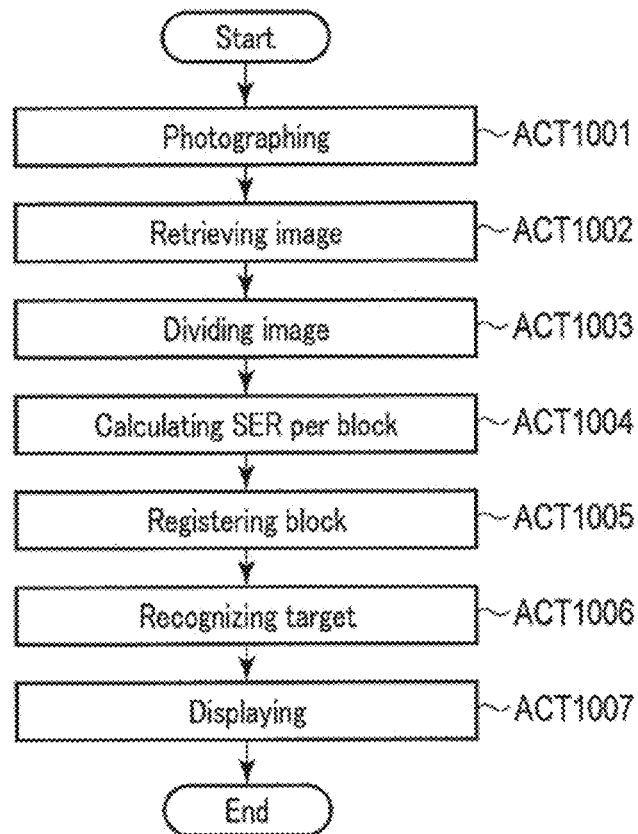 Start
Photographing ACT1001
Retrieving image ACT1002
Dividing image ACT1003
Calculating SER per block ACT1004
Registering block ACT1005
Recognizing target ACT1006
Displaying ACT1007
End